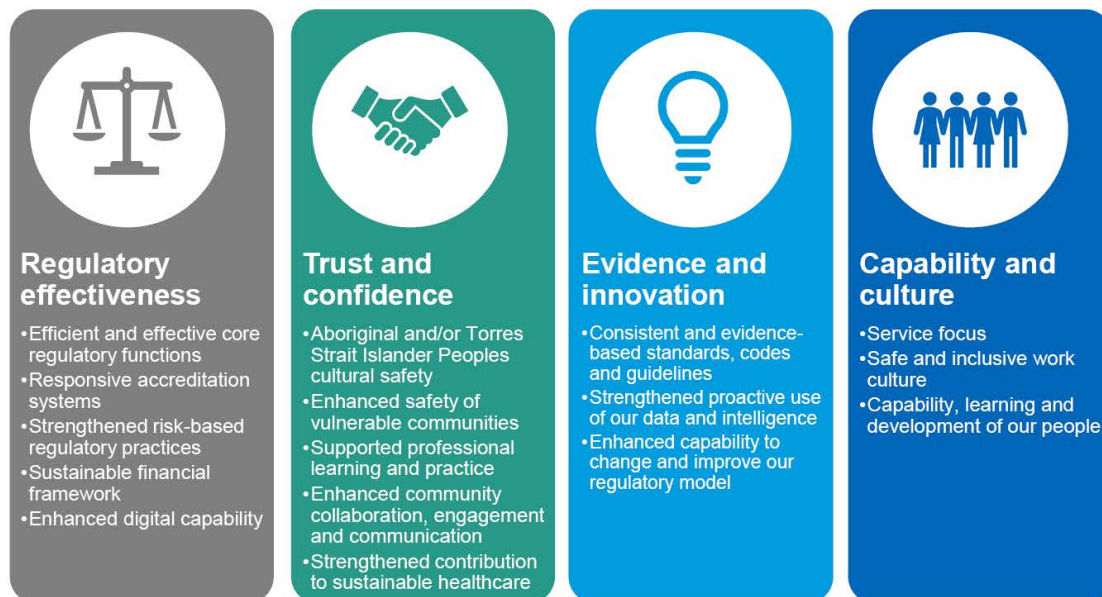 Regulatory
effectiveness
•Efficient and effective core
regulatory functions
•Responsive accreditation
systems
•Strengthened risk-based
regulatory practices
•Sustainable financial
framework
•Enhanced digital capability
Trust and
confidence
•Aboriginal and/or Torres
Strait Islander Peoples
cultural safety
•Enhanced safety of
vulnerable communities
•Supported professional
learning and practice
•Enhanced community
collaboration, engagement
and communication
•Strengthened contribution
to sustainable healthcare
Evidence and
innovation
•Consistent and evidence-
based standards, codes
and guidelines
•Strengthened proactive use
of our data and intelligence
•Enhanced capability to
change and improve our
regulatory model
Capability and
culture
•Service focus
•Safe and inclusive work
culture
•Capability, learning and
development of our people